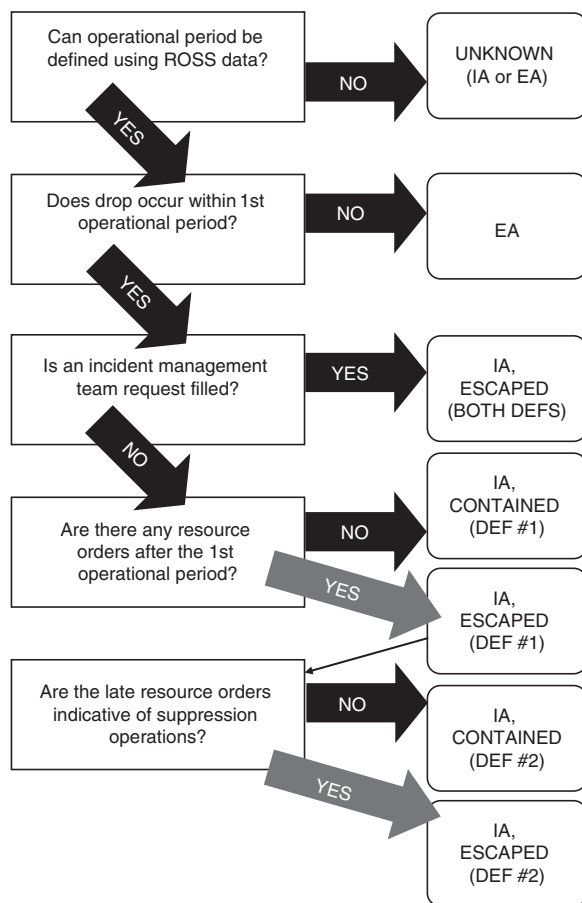 Can operational period be
defined using ROSS data?
NO
UNKNOWN
(IA or EA)
YES
Does drop occur within 1st
operational period?
NO
EA
YES
Is an incident management
team request filled?
YES
IA,
ESCAPED
(BOTH DEFS)
NO
Are there any resource
orders after the 1st
operational period?
NO
IA,
CONTAINED
(DEF #1)
YES
IA,
ESCAPED
(DEF #1)
Are the late resource orders
indicative of suppression
operations?
NO
IA,
CONTAINED
(DEF #2)
YES
IA,
ESCAPED
(DEF #2)